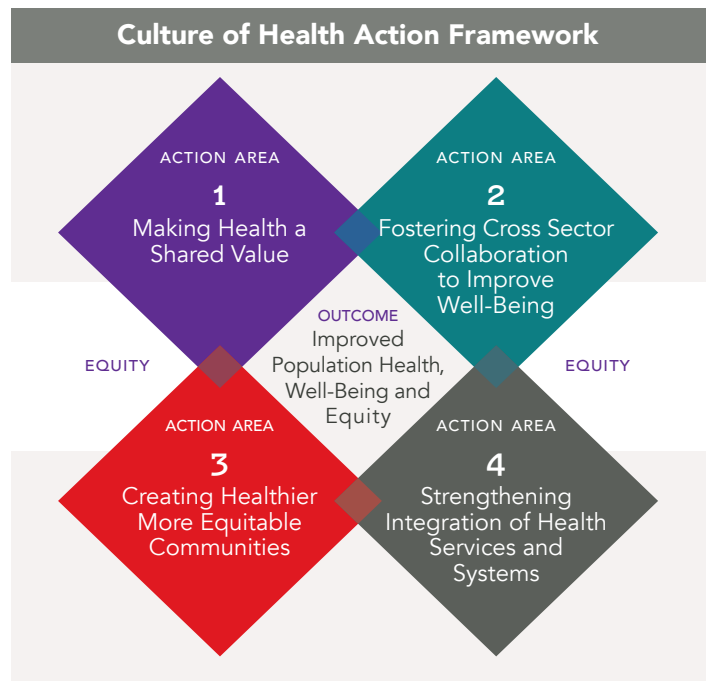 Culture of Health Action Framework
ACTION AREA
1
Making Health a
Shared Value
ACTION AREA
2
Fostering Cross Sector
Collaboration
to Improve
Well-Being
EQUITY
OUTCOME
Improved
Population Health,
Well-Being and
Equity
EQUITY
ACTION AREA
3
Creating Healthier
More Equitable
Communities
ACTION AREA
4
Strengthening
Integration of Health
Services and
Systems